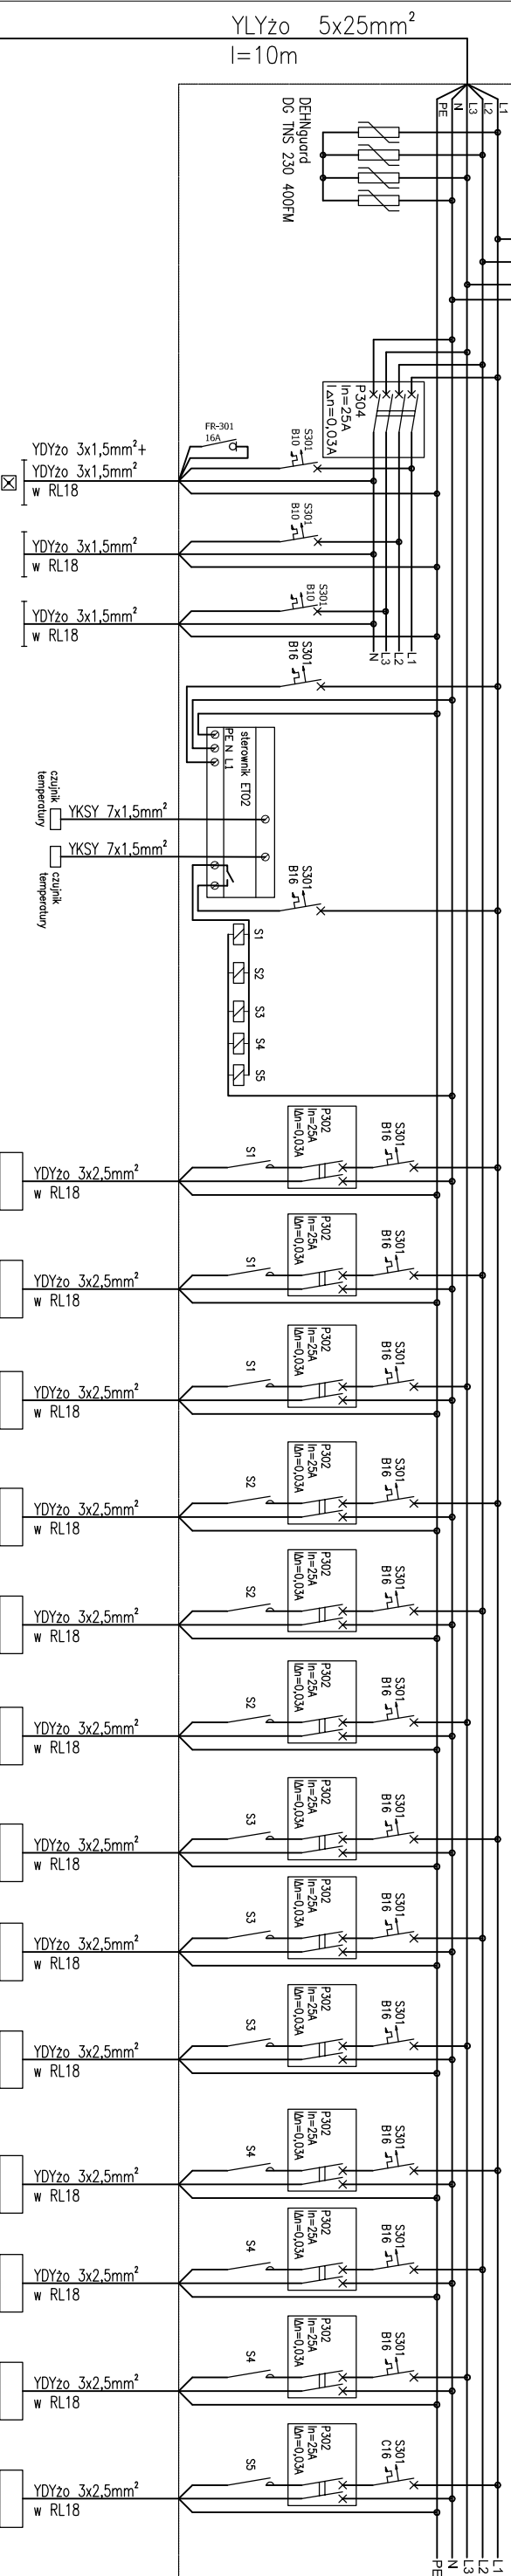 YLYżo 5x25mm²
l=10m
L1
L2
L3
N
PE
DEHNguard
DG TNS 230 400FM
P304
In=25A
IΔn=0,03A
FR-301
16A
S301
B10
YDYżo 3x1,5mm²+
YDYżo 3x1,5mm²
w RL18
S301
B10
YDYżo 3x1,5mm²
w RL18
S301
B10
YDYżo 3x1,5mm²
w RL18
L1
L2
L3
N
S301
B16
sterownik ETO2
PE N L1
czujnik
temperatury
YKSY 7x1,5mm²
YKSY 7x1,5mm²
czujnik
temperatury
S301
B16
S1
S2
S3
S4
S5
S301
B16
P302
In=25A
IΔn=0,03A
S1
YDYżo 3x2,5mm²
w RL18
S301
B16
P302
In=25A
IΔn=0,03A
S1
YDYżo 3x2,5mm²
w RL18
S301
B16
P302
In=25A
IΔn=0,03A
S1
YDYżo 3x2,5mm²
w RL18
S301
B16
P302
In=25A
IΔn=0,03A
S2
YDYżo 3x2,5mm²
w RL18
S301
B16
P302
In=25A
IΔn=0,03A
S2
YDYżo 3x2,5mm²
w RL18
S301
B16
P302
In=25A
IΔn=0,03A
S2
YDYżo 3x2,5mm²
w RL18
S301
B16
P302
In=25A
IΔn=0,03A
S3
YDYżo 3x2,5mm²
w RL18
S301
B16
P302
In=25A
IΔn=0,03A
S3
YDYżo 3x2,5mm²
w RL18
S301
B16
P302
In=25A
IΔn=0,03A
S3
YDYżo 3x2,5mm²
w RL18
S301
B16
P302
In=25A
IΔn=0,03A
S4
YDYżo 3x2,5mm²
w RL18
S301
B16
P302
In=25A
IΔn=0,03A
S4
YDYżo 3x2,5mm²
w RL18
S301
B16
P302
In=25A
IΔn=0,03A
S4
YDYżo 3x2,5mm²
w RL18
S301
C16
P302
In=25A
IΔn=0,03A
S5
YDYżo 3x2,5mm²
w RL18
L1
L2
L3
N
PE